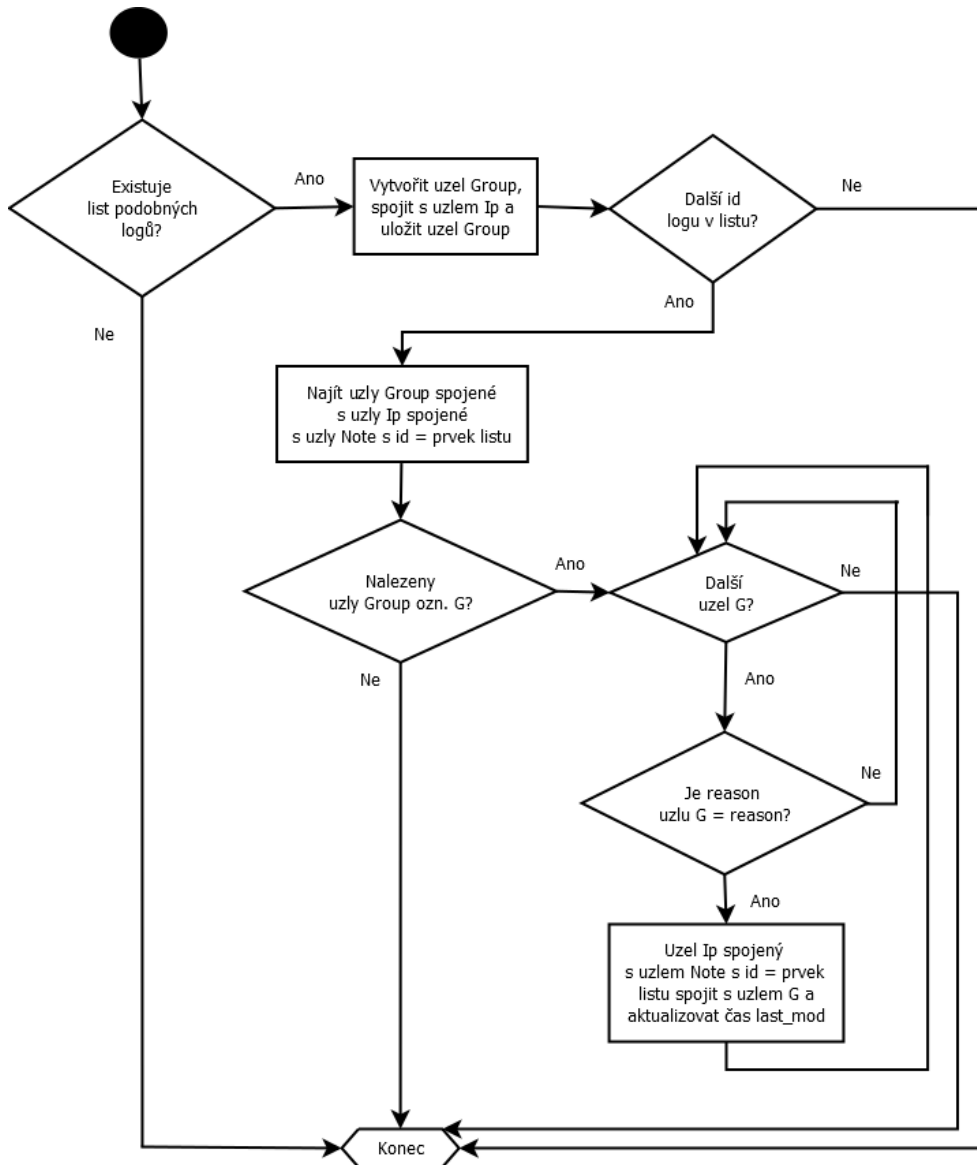 Existuje
list podobných
logů?
Ano
Vytvořit uzel Group,
spojit s uzlem Ip a
uložit uzel Group
Další id
logu v listu?
Ne
Ano
Ne
Najít uzly Group spojené
s uzly Ip spojené
s uzly Note s id = prvek listu
Nalezeny
uzly Group ozn. G?
Ano
Další
uzel G?
Ne
Ne
Ano
Je reason
uzlu G = reason?
Ne
Ano
Uzel Ip spojený
s uzlem Note s id = prvek
listu spojit s uzlem G a
aktualizovat čas last_mod
Konec